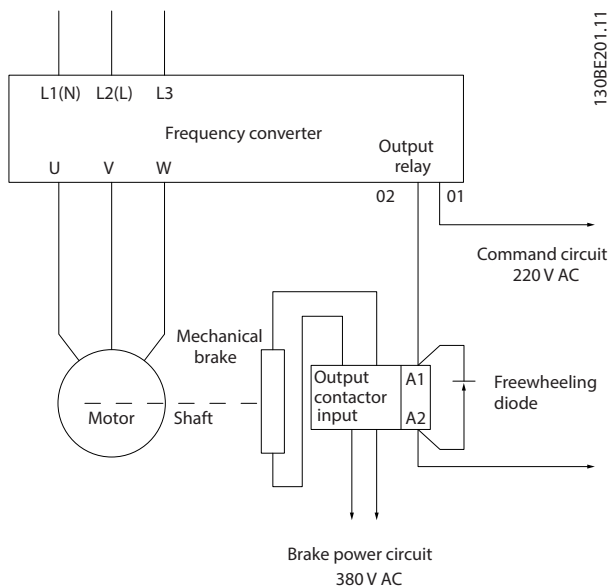 130BE201.11
L1(N) L2(L) L3
Frequency converter
Output
relay
U V W
02 01
Command circuit
220 V AC
Mechanical
brake
Output
contactor
input
A1
A2
Freewheeling
diode
Motor
Shaft
Brake power circuit
380 V AC